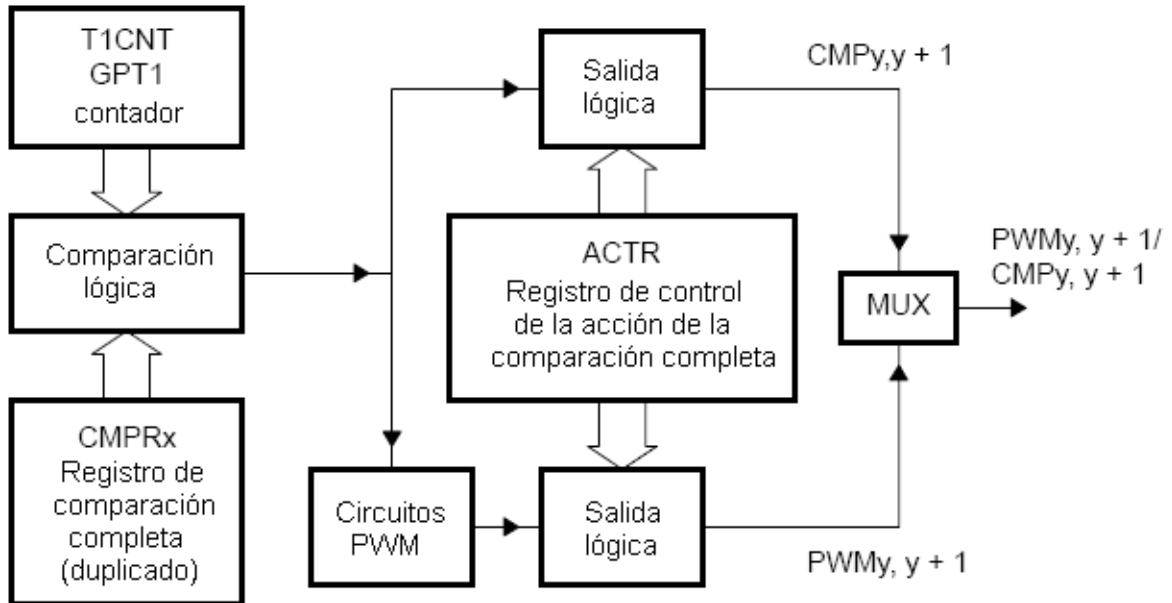 T1CNT
GPT1
contador
Comparación
lógica
CMPRx
Registro de
comparación
completa
(duplicado)
Salida
lógica
CMPy,y + 1
ACTR
Registro de control
de la acción de la
comparación completa
Circuitos
PWM
Salida
lógica
PWMy, y + 1
MUX
PWMy, y + 1/
CMPy, y + 1